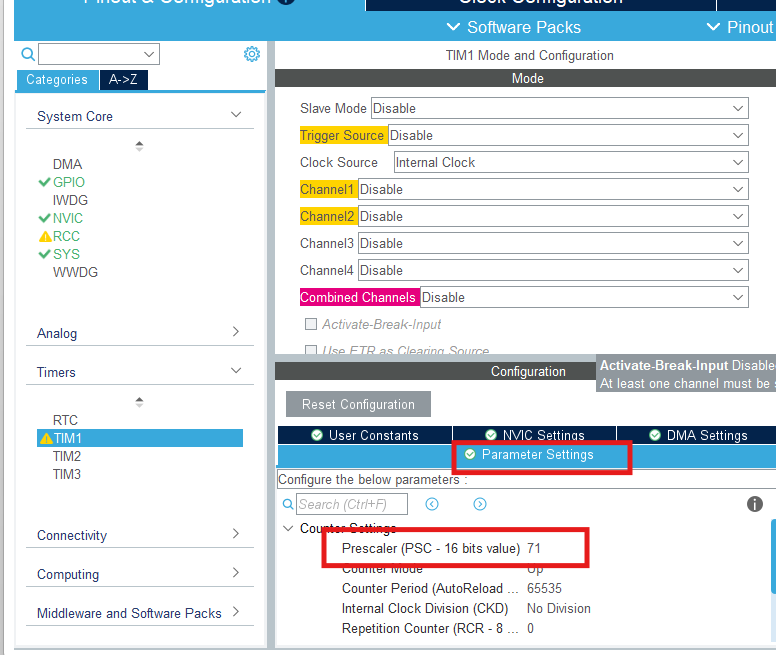 Pinout & Configuration
Clock Configuration
Software Packs
Pinout
Categories
A->Z
System Core
DMA
GPIO
IWDG
NVIC
RCC
SYS
WWDG
Analog
Timers
RTC
TIM1
TIM2
TIM3
Connectivity
Computing
Middleware and Software Packs
TIM1 Mode and Configuration
Mode
Slave Mode Disable
Trigger Source Disable
Clock Source Internal Clock
Channel1 Disable
Channel2 Disable
Channel3 Disable
Channel4 Disable
Combined Channels Disable
Activate-Break-Input
Use ETR as Clearing Source
Configuration
Activate-Break-Input Disable
At least one channel must be
Reset Configuration
User Constants
NVIC Settings
DMA Settings
Parameter Settings
Configure the below parameters :
Search (Ctrl+F)
Counter Settings
Prescaler (PSC - 16 bits value) 71
Counter Mode Up
Counter Period (AutoReload ... 65535
Internal Clock Division (CKD) No Division
Repetition Counter (RCR - 8 ... 0